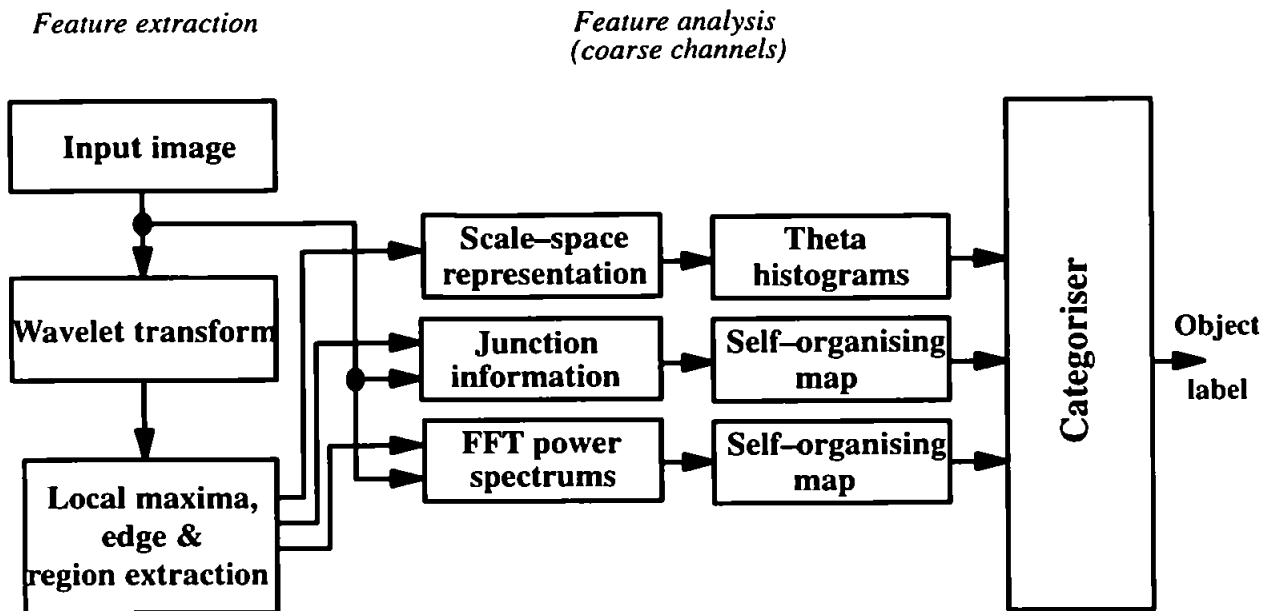 Feature extraction
Feature analysis
(coarse channels)
Input image
Wavelet transform
Local maxima,
edge &
region extraction
Scale–space
representation
Theta
histograms
Junction
information
Self–organising
map
FFT power
spectrums
Self–organising
map
Categoriser
Object
label